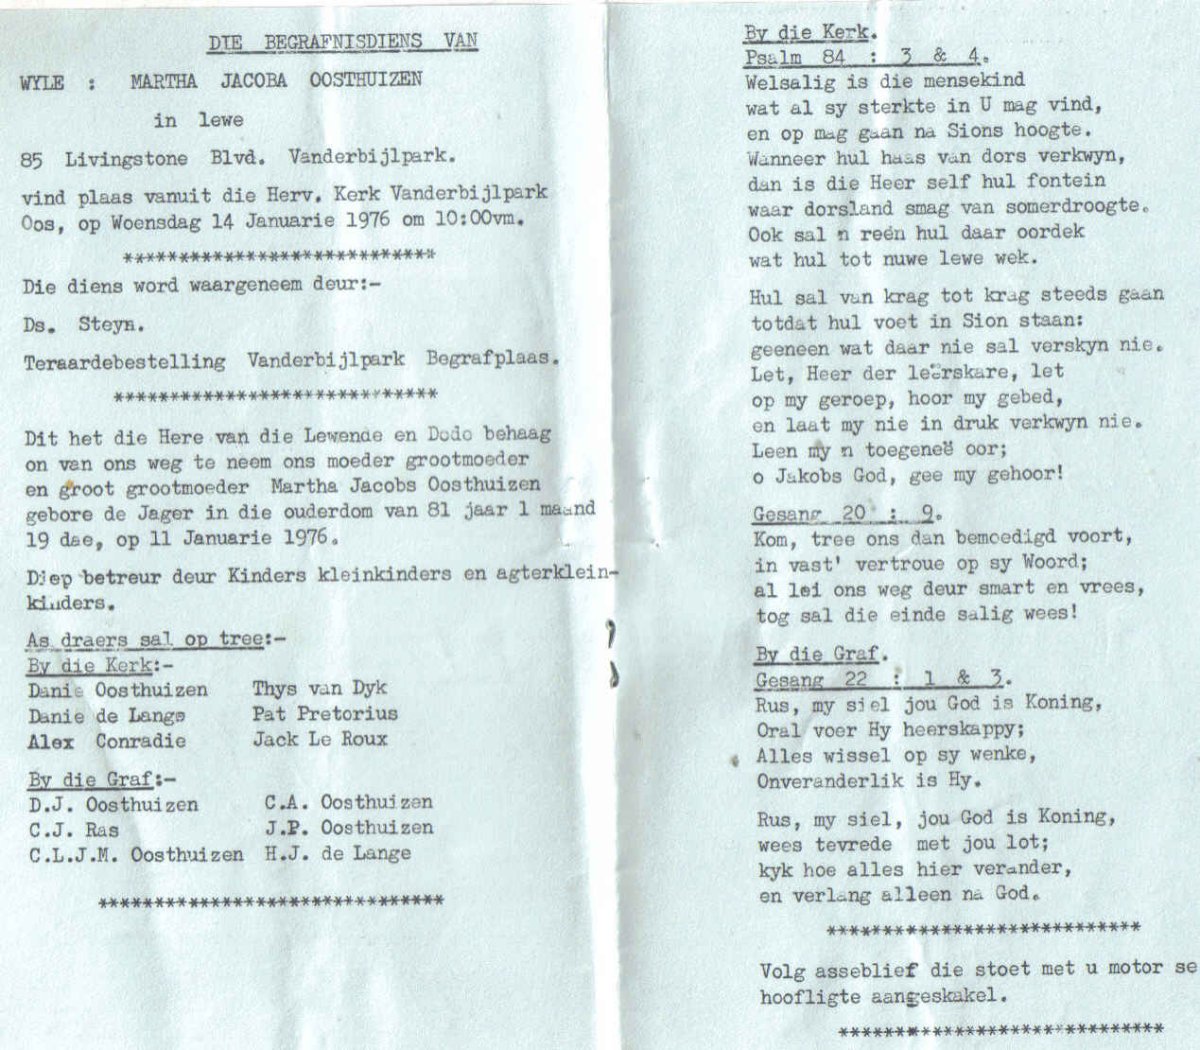 DIE BEGRAFNISDIENS VAN
WYLE : MARTHA JACOBA OOSTHUIZEN
in lewe
85 Livingstone Blvd. Vanderbijlpark.
vind plaas vanuit die Herv. Kerk Vanderbijlpark
Oos, op Woensdag 14 Januarie 1976 om 10:00vm.
****************************
Die diens word waargeneem deur:-
Ds. Steyn.
Teraardebestelling Vanderbijlpark Begrafplaas.
*****************************
Dit het die Here van die Lewende en Dode behaag
on van ons weg te neem ons moeder grootmoeder
en groot grootmoeder Martha Jacobs Oosthuizen
gebore de Jager in die ouderdom van 81 jaar 1 maand
19 dae, op 11 Januarie 1976.
Diep betreur deur Kinders kleinkinders en agterklein-
kinders.
As draers sal op tree:-
By die Kerk:-
Danie Oosthuizen Thys van Dyk
Danie de Lange Pat Pretorius
Alex Conradie Jack Le Roux
By die Graf:-
D.J. Oosthuizen C.A. Oosthuizen
C.J. Ras J.P. Oosthuizen
C.L.J.M. Oosthuizen H.J. de Lange
*******************************
By die Kerk.
Psalm 84 : 3 & 4.
Welsalig is die mensekind
wat al sy sterkte in U mag vind,
en op mag gaan na Sions hoogte.
Wanneer hul haas van dors verkwyn,
dan is die Heer self hul fontein
waar dorsland smag van somerdroogte.
Ook sal n reën hul daar oordek
wat hul tot nuwe lewe wek.
Hul sal van krag tot krag steeds gaan
totdat hul voet in Sion staan:
geeneen wat daar nie sal verskyn nie.
Let, Heer der leërskare, let
op my geroep, hoor my gebed,
en laat my nie in druk verkwyn nie.
Leen my n toegeneë oor;
o Jakobs God, gee my gehoor!
Gesang 20 : 9.
Kom, tree ons dan bemoedigd voort,
in vast' vertroue op sy Woord;
al lei ons weg deur smart en vrees,
tog sal die einde salig wees!
By die Graf.
Gesang 22 : 1 & 3.
Rus, my siel jou God is Koning,
Oral voer Hy heerskappy;
Alles wissel op sy wenke,
Onveranderlik is Hy.
Rus, my siel, jou God is Koning,
wees tevrede met jou lot;
kyk hoe alles hier verander,
en verlang alleen na God.
****************************
Volg asseblief die stoet met u motor se
hoofligte aangeskakel.
*****************************